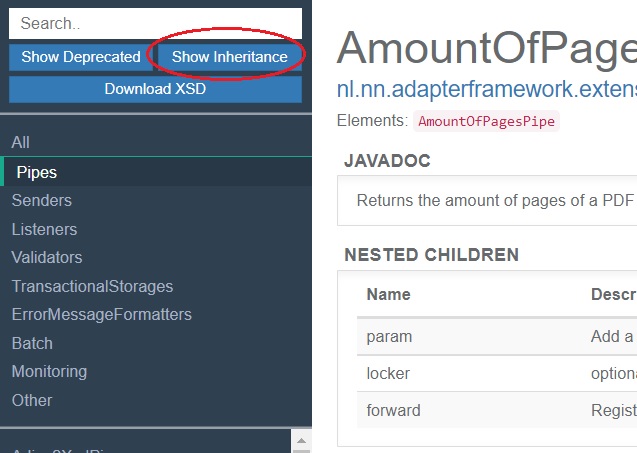 Search..
Show Deprecated
Show Inheritance
Download XSD
All
Pipes
Senders
Listeners
Validators
TransactionalStorages
ErrorMessageFormatters
Batch
Monitoring
Other
AmountOfPage
nl.nn.adapterframework.extens
Elements: AmountOfPagesPipe
JAVADOC
Returns the amount of pages of a PDF
NESTED CHILDREN
Name Descr
param Add a
locker optiona
forward Regist